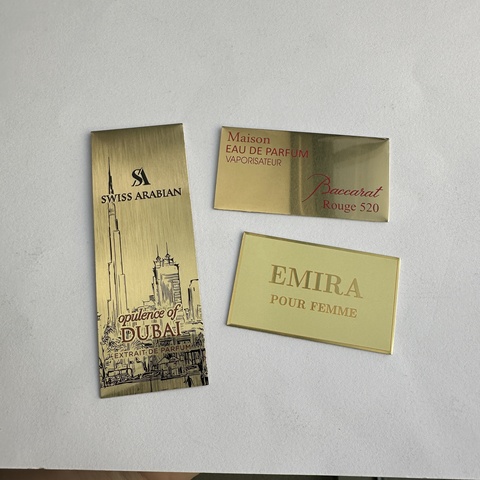 SA
SWISS ARABIAN
opulence of
DUBAI
EXTRAIT DE PARFUM
Maison
EAU DE PARFUM
VAPORISATEUR
Baccarat
Rouge 520
EMIRA
POUR FEMME